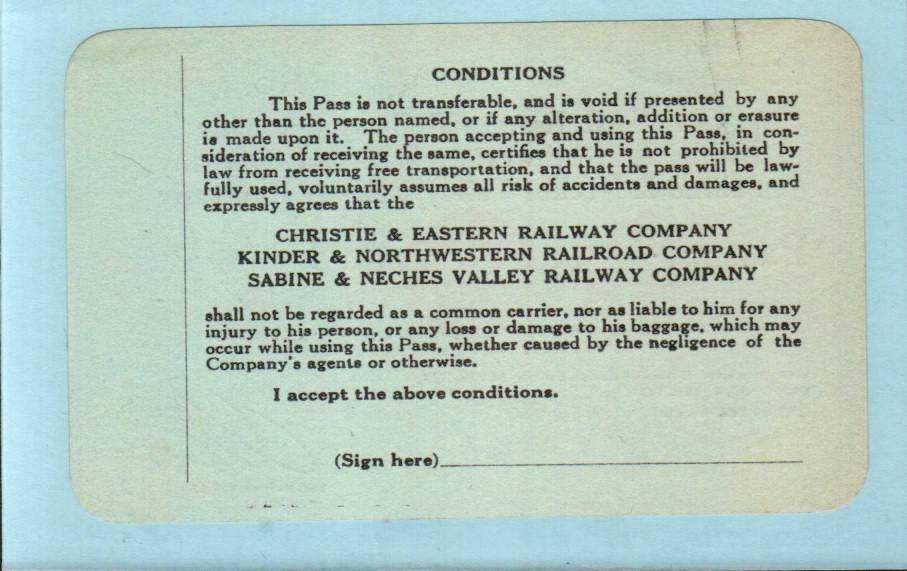 CONDITIONS
This Pass is not transferable, and is void if presented by any
other than the person named, or if any alteration, addition or erasure
is made upon it. The person accepting and using this Pass, in con-
sideration of receiving the same, certifies that he is not prohibited by
law from receiving free transportation, and that the pass will be law-
fully used, voluntarily assumes all risk of accidents and damages, and
expressly agrees that the
CHRISTIE & EASTERN RAILWAY COMPANY
KINDER & NORTHWESTERN RAILROAD COMPANY
SABINE & NECHES VALLEY RAILWAY COMPANY
shall not be regarded as a common carrier, nor as liable to him for any
injury to his person, or any loss or damage to his baggage, which may
occur while using this Pass, whether caused by the negligence of the
Company's agents or otherwise.
I accept the above conditions.
(Sign here)